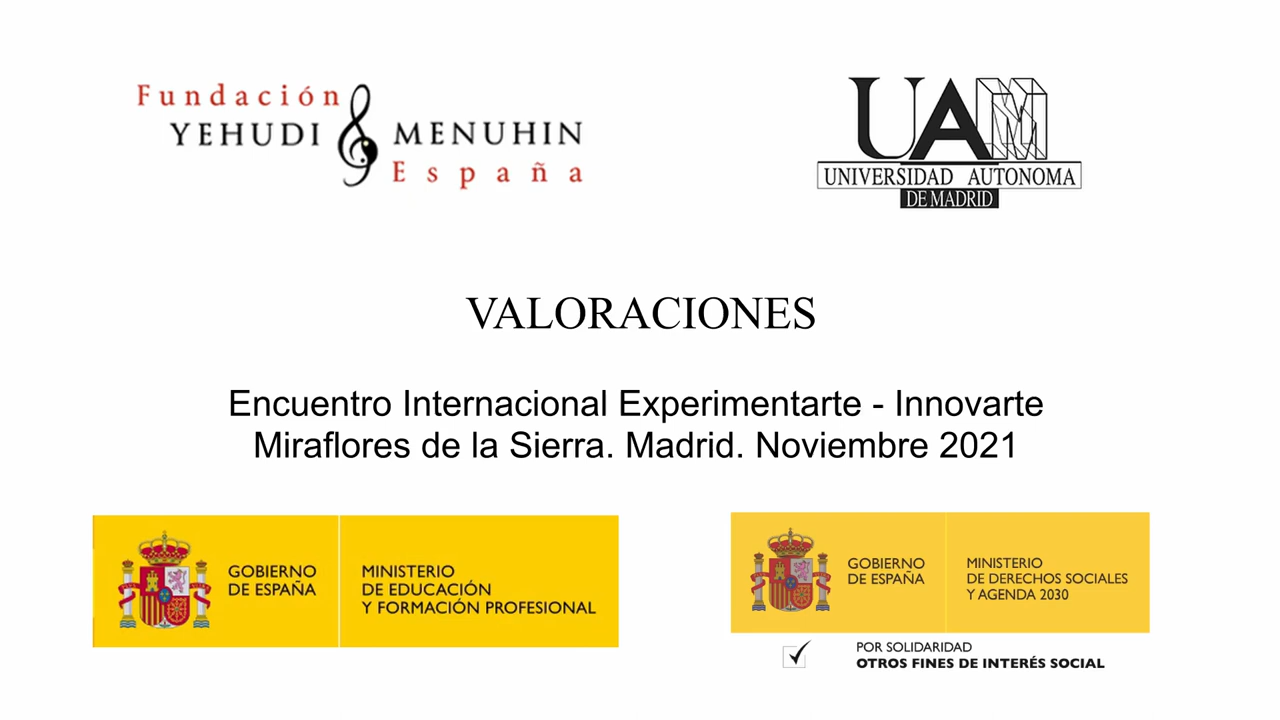 Fundación
YEHUDI MENUHIN
España
UAM
UNIVERSIDAD AUTONOMA
DE MADRID
VALORACIONES
Encuentro Internacional Experimentarte - Innovarte
Miraflores de la Sierra. Madrid. Noviembre 2021
GOBIERNO
DE ESPAÑA
MINISTERIO
DE EDUCACIÓN
Y FORMACIÓN PROFESIONAL
GOBIERNO
DE ESPAÑA
MINISTERIO
DE DERECHOS SOCIALES
Y AGENDA 2030
POR SOLIDARIDAD
OTROS FINES DE INTERÉS SOCIAL